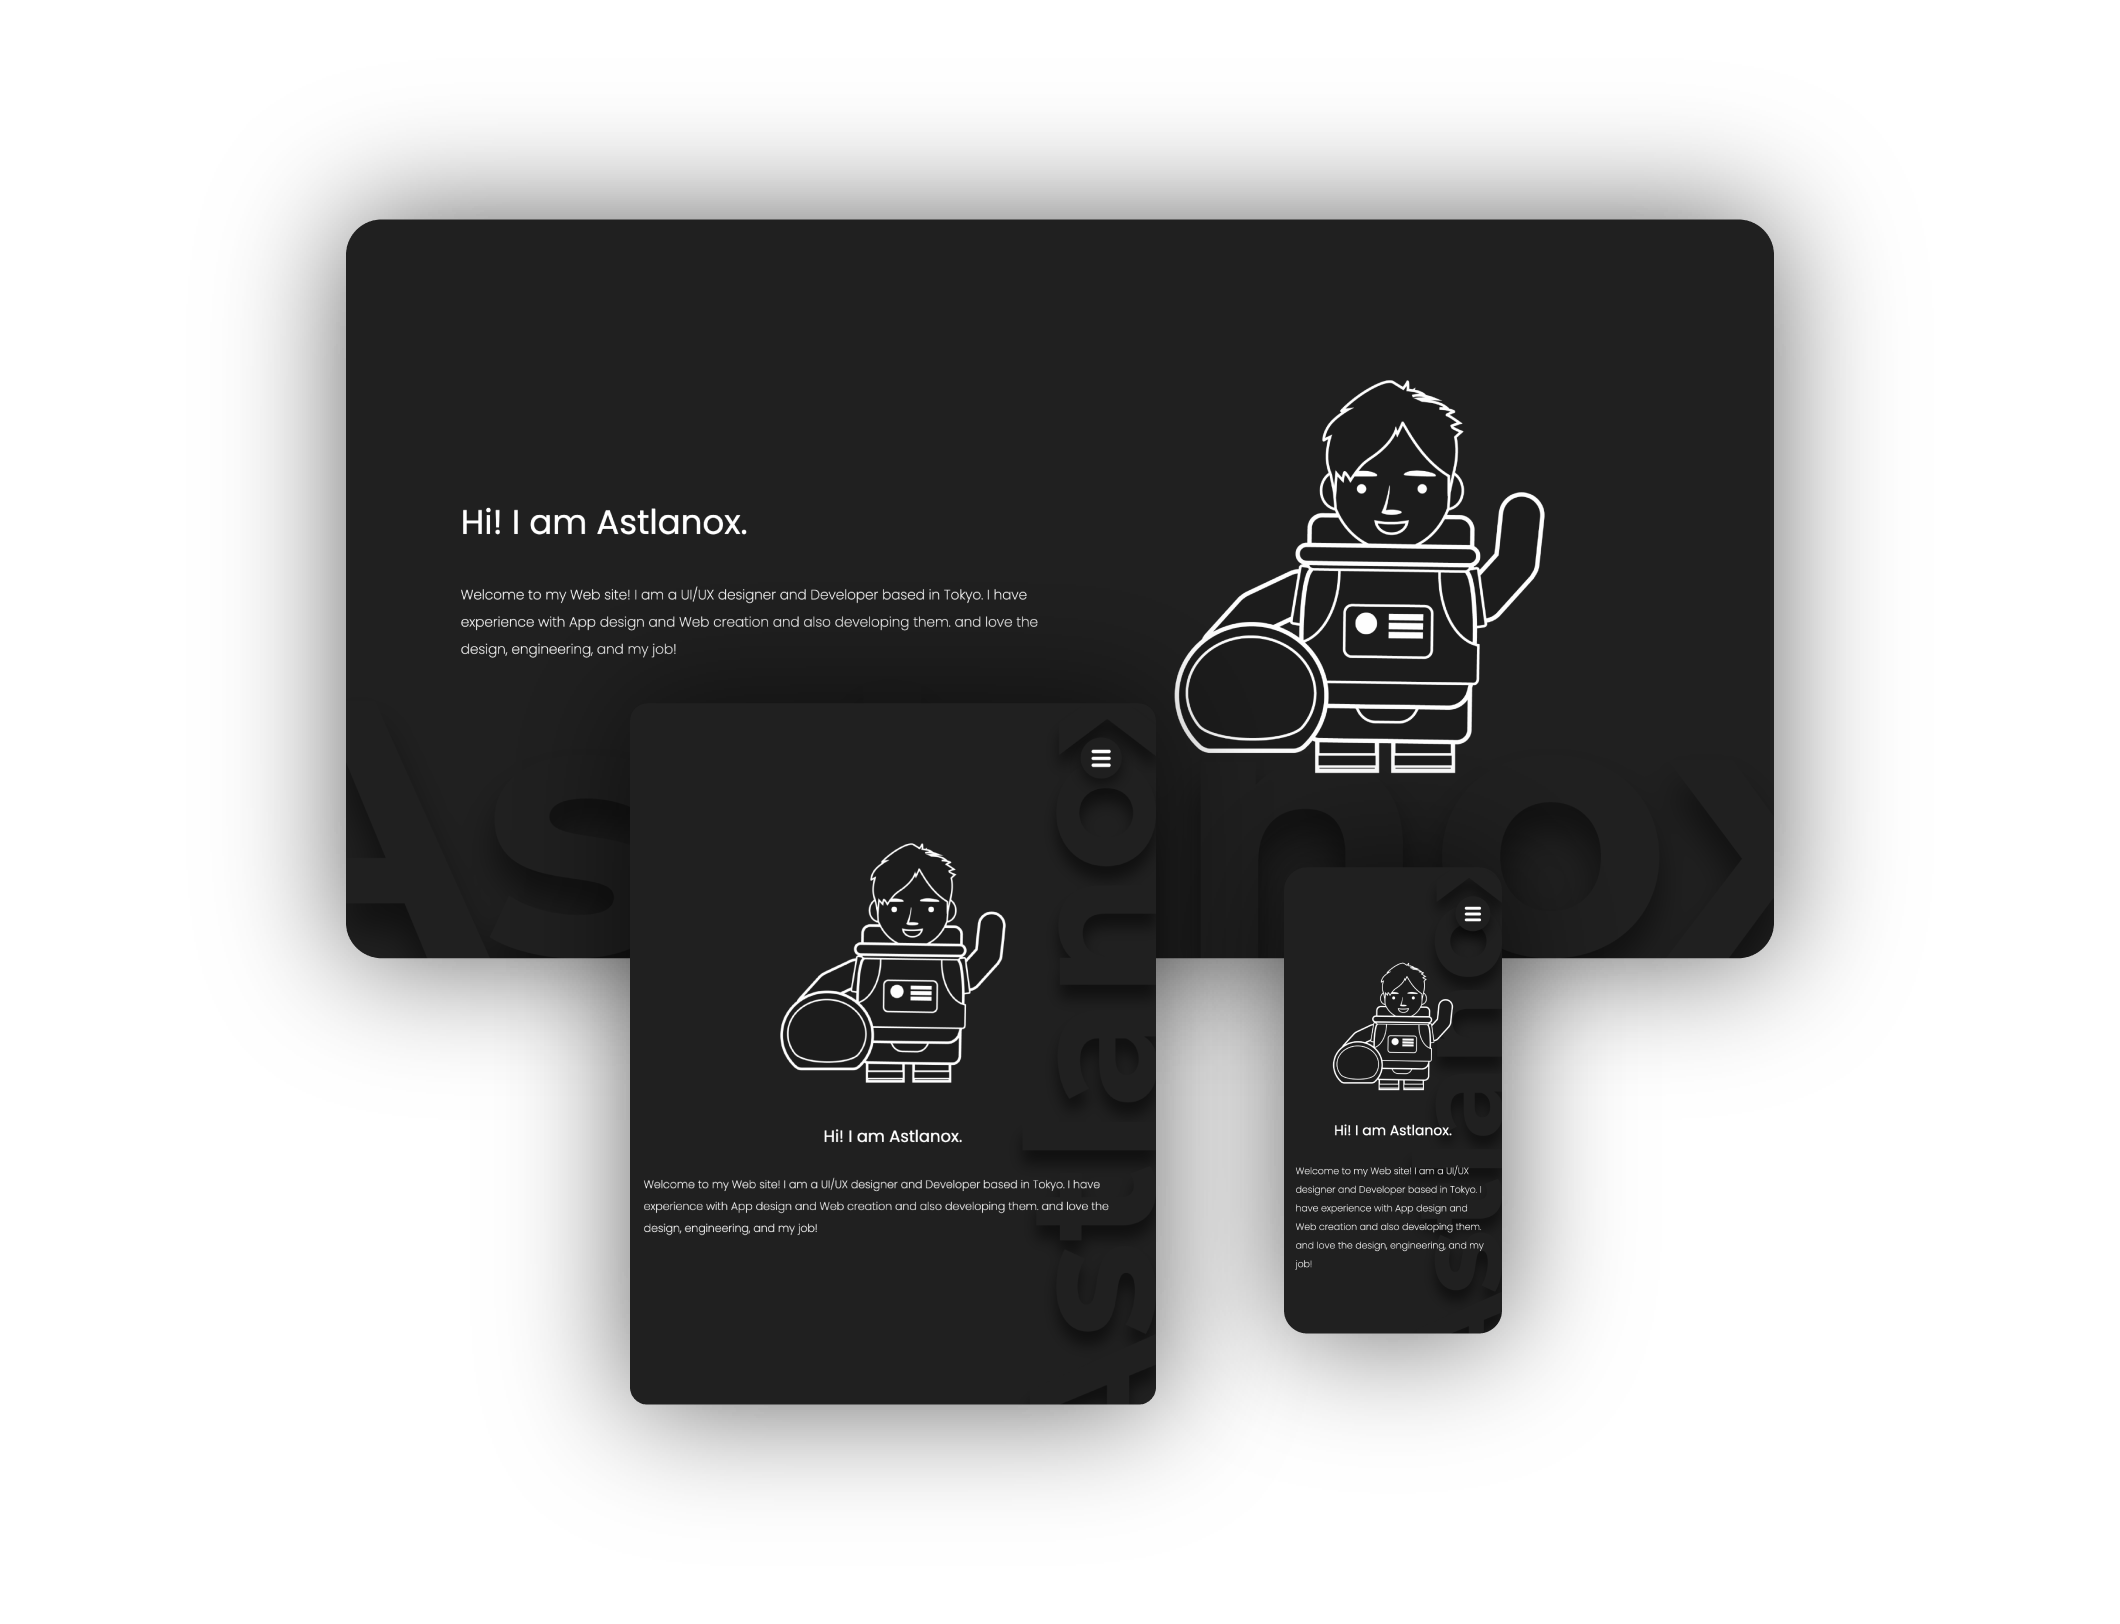 Hi! I am Astlanox.
Welcome to my Web site! I am a UI/UX designer and Developer based in Tokyo. I have
experience with App design and Web creation and also developing them. and love the
design, engineering, and my job!
As nox
Astlanox
Hi! I am Astlanox.
Welcome to my Web site! I am a UI/UX designer and Developer based in Tokyo. I have
experience with App design and Web creation and also developing them. and love the
design, engineering, and my job!
Astlano
Hi! I am Astlanox.
Welcome to my Web site! I am a UI/UX
designer and Developer based in Tokyo. I
have experience with App design and
Web creation and also developing them.
and love the design, engineering, and my
job!